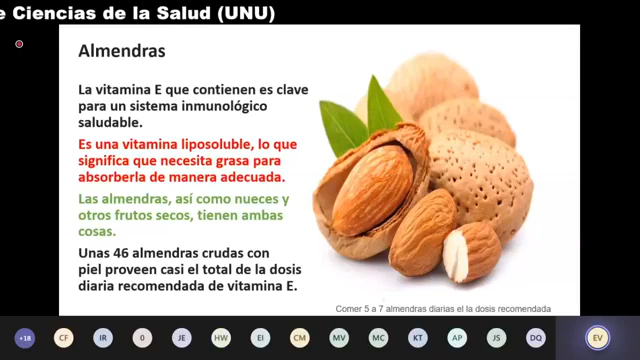 e Ciencias de la Salud (UNU)
Almendras
La vitamina E que contienen es clave
para un sistema inmunológico
saludable.
Es una vitamina liposoluble, lo que
significa que necesita grasa para
absorberla de manera adecuada.
Las almendras, así como nueces y
otros frutos secos, tienen ambas
cosas.
Unas 46 almendras crudas con
piel proveen casi el total de la dosis
diaria recomendada de vitamina E.
Comer 5 a 7 almendras diarias el la dosis recomendada
+18 CF IR 0 JE HW EI CM MV MC KT AP JS DQ EV